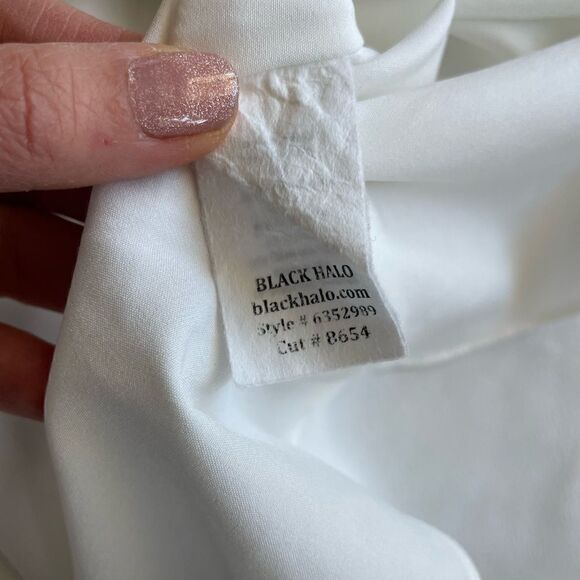 BLACK HALO
blackhalo.com
Style # 6352989
Cut # 8654